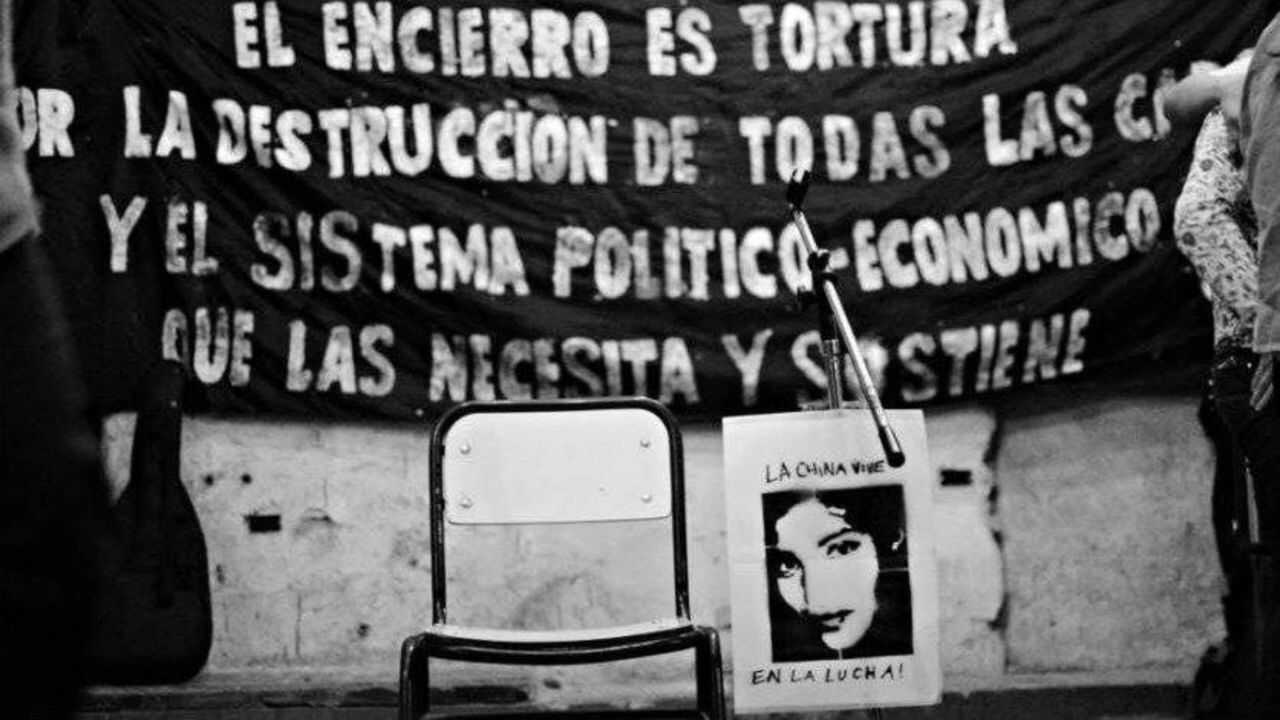 EL ENCIERRO ES TORTURA
OR LA DESTRUCCIÓN DE TODAS LAS
Y EL SISTEMA POLITICO-ECONOMICO
QUE LAS NECESITA Y SOSTIENE
LA CHINA VIVE
EN LA LUCHA!